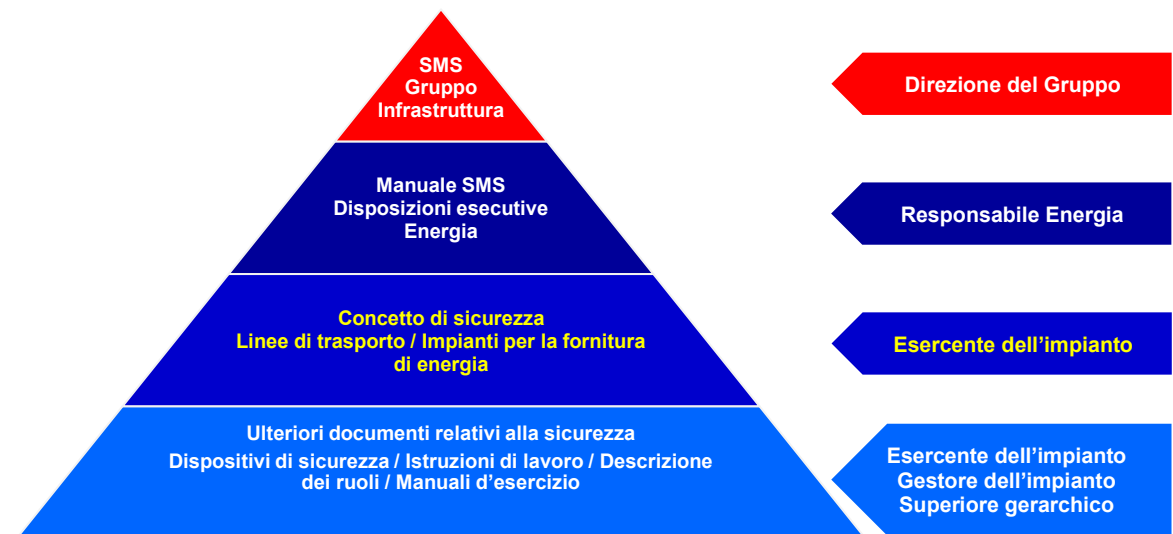 SMS
Gruppo
Infrastruttura
Direzione del Gruppo
Manuale SMS
Disposizioni esecutive
Energia
Responsabile Energia
Concetto di sicurezza
Linee di trasporto / Impianti per la fornitura
di energia
Esercente dell’impianto
Ulteriori documenti relativi alla sicurezza
Dispositivi di sicurezza / Istruzioni di lavoro / Descrizione
dei ruoli / Manuali d’esercizio
Esercente dell’impianto
Gestore dell’impianto
Superiore gerarchico